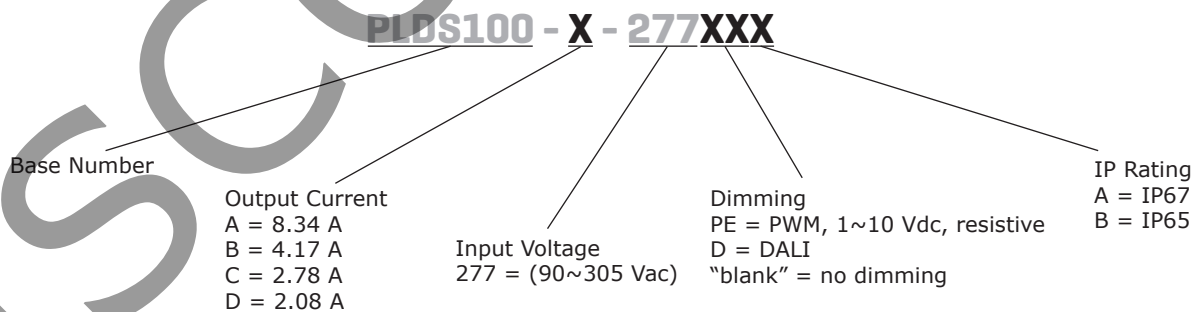 PLDS100 - X - 277XXX
Base Number
Output Current
A = 8.34 A
B = 4.17 A
C = 2.78 A
D = 2.08 A
Input Voltage
277 = (90~305 Vac)
Dimming
PE = PWM, 1~10 Vdc, resistive
D = DALI
“blank” = no dimming
IP Rating
A = IP67
B = IP65